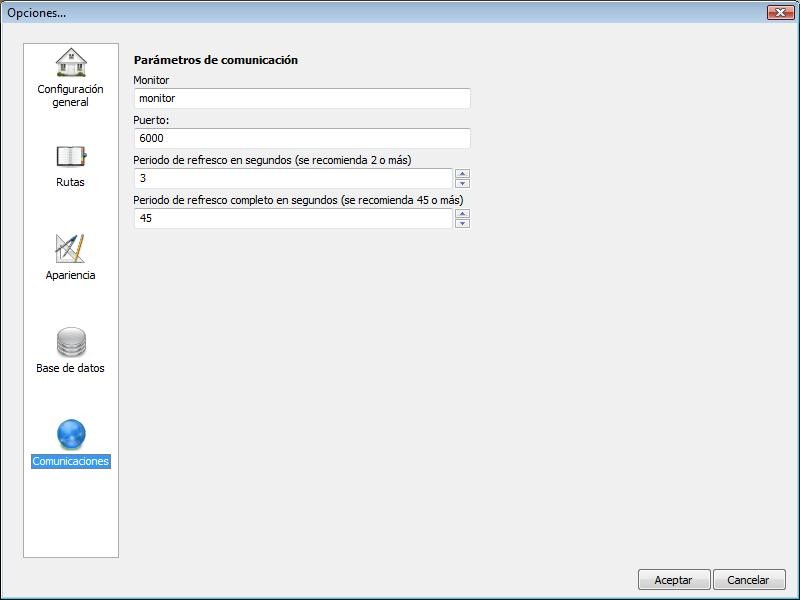 Opciones...
Configuración
general
Rutas
Apariencia
Base de datos
Comunicaciones
Parámetros de comunicación
Monitor
monitor
Puerto:
6000
Periodo de refresco en segundos (se recomienda 2 o más)
3
Periodo de refresco completo en segundos (se recomienda 45 o más)
45
Aceptar
Cancelar